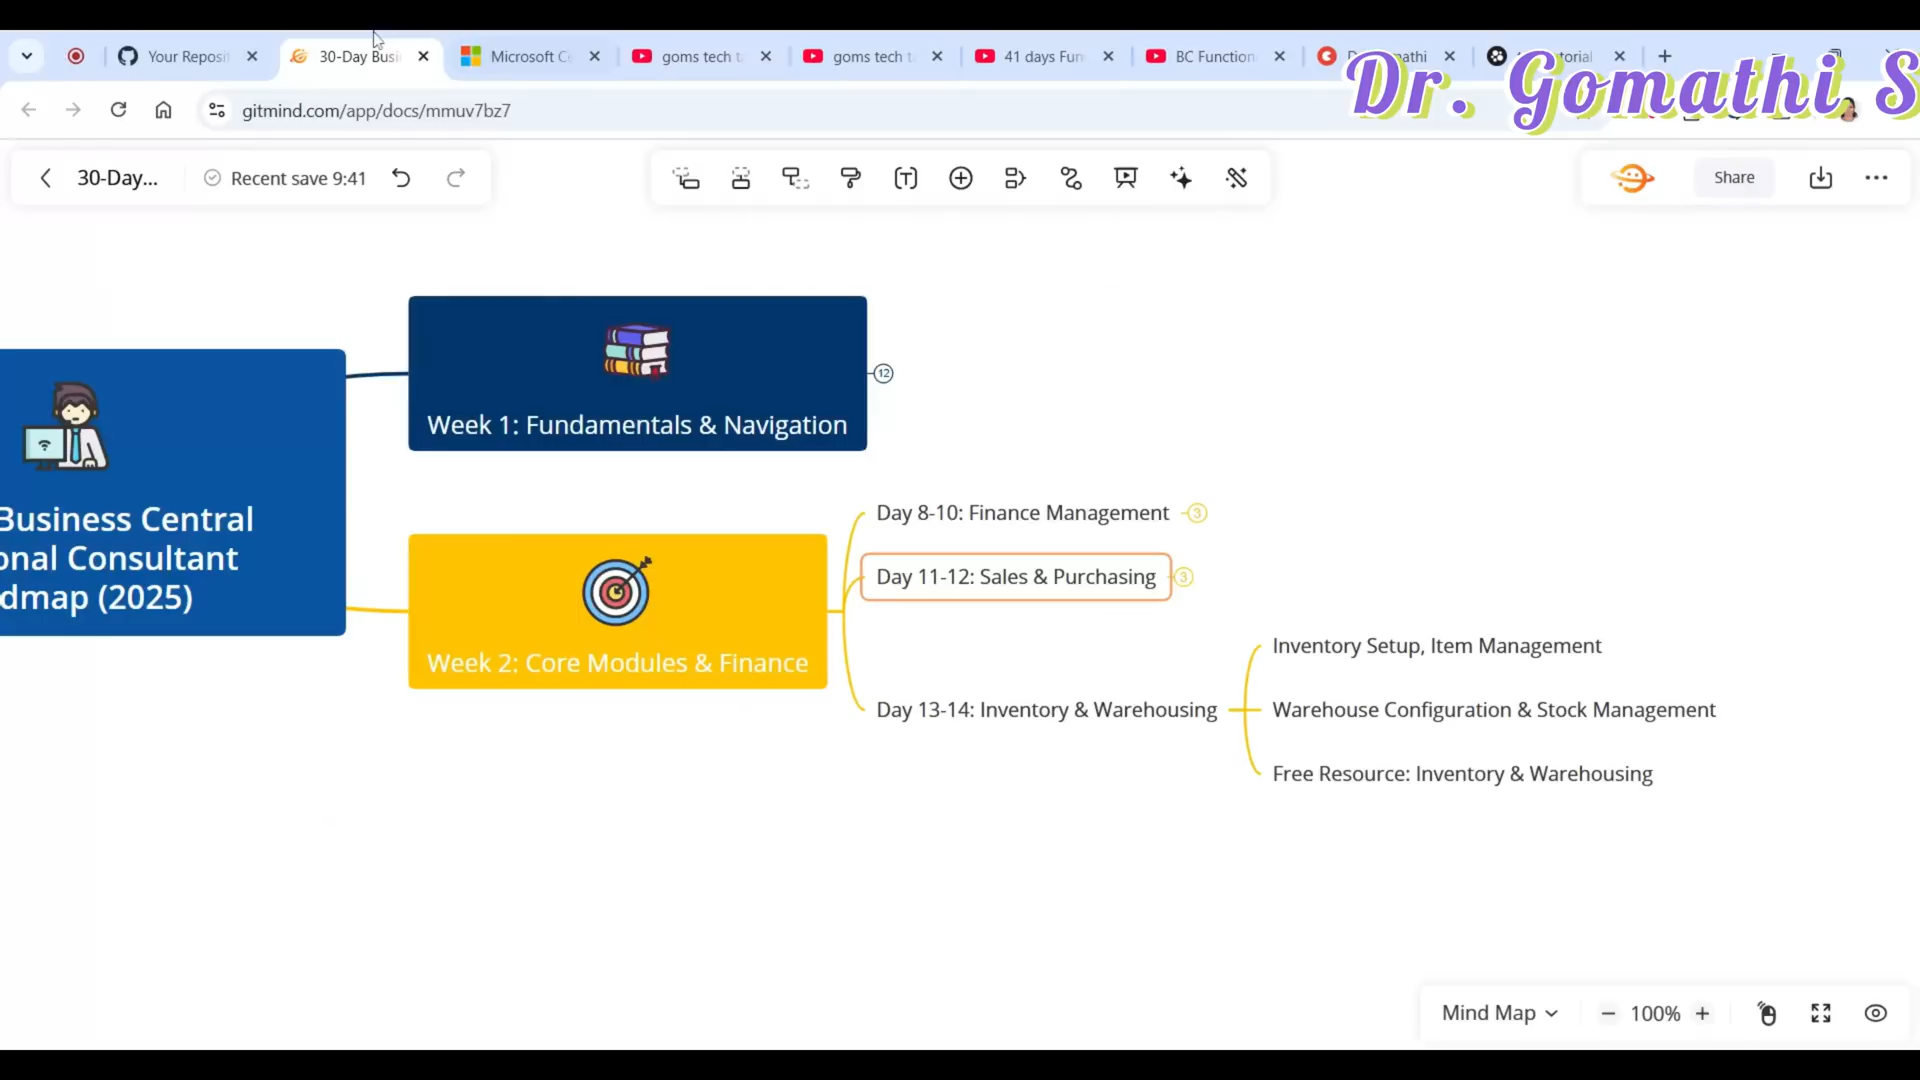 Your Reposit
30-Day Busi
Microsoft Ce
goms tech t
goms tech t
41 days Fun
BC Function
Dr. Gomathi S
gitmind.com/app/docs/mmuv7bz7
30-Day...
Recent save 9:41
Share
Week 1: Fundamentals & Navigation
12
Business Central
onal Consultant
dmap (2025)
Week 2: Core Modules & Finance
Day 8-10: Finance Management
3
Day 11-12: Sales & Purchasing
3
Day 13-14: Inventory & Warehousing
Inventory Setup, Item Management
Warehouse Configuration & Stock Management
Free Resource: Inventory & Warehousing
Mind Map
100%